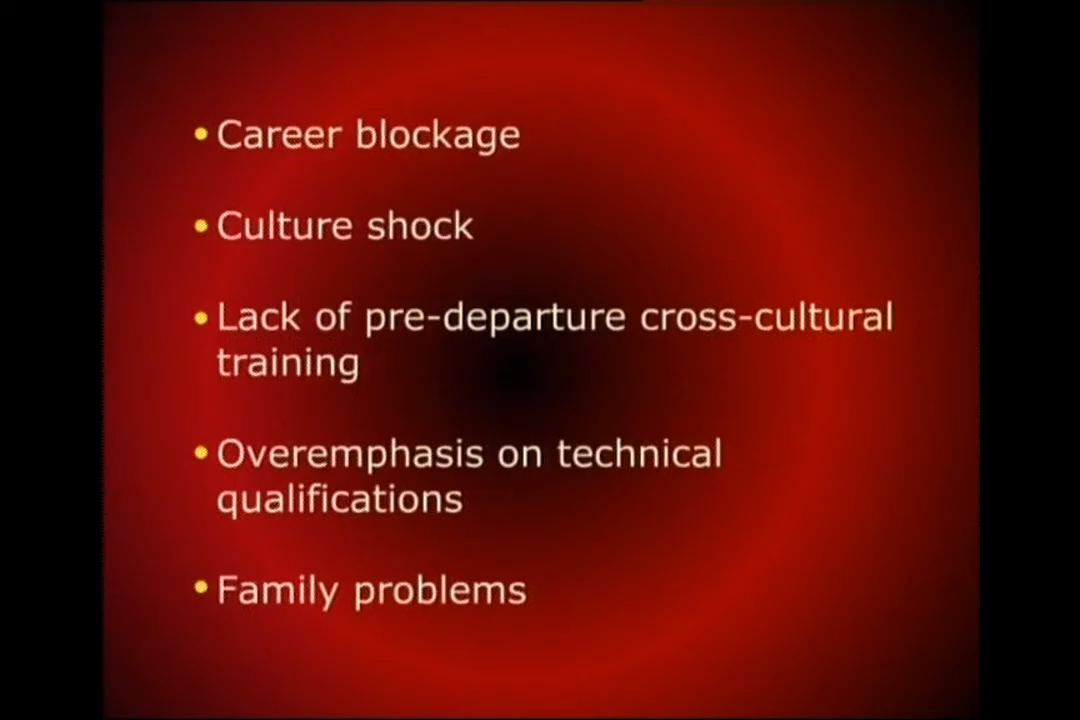 • Career blockage
• Culture shock
• Lack of pre-departure cross-cultural
training
• Overemphasis on technical
qualifications
• Family problems